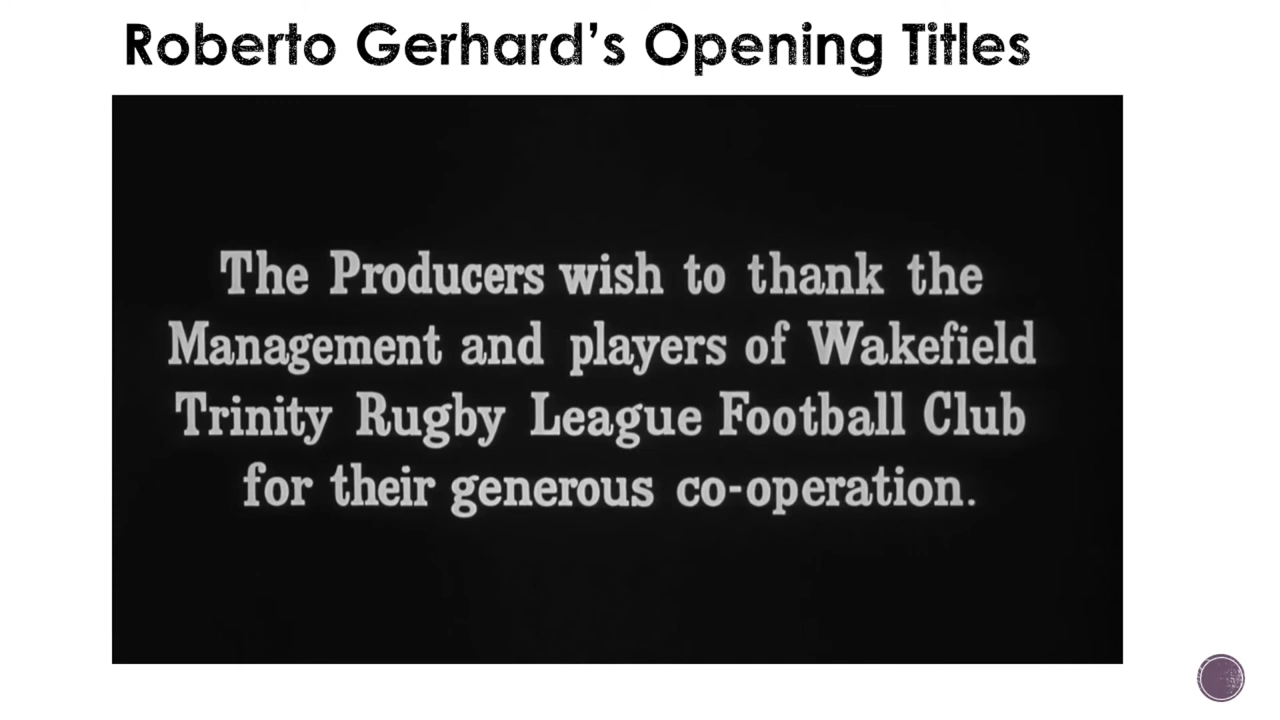 Roberto Gerhard’s Opening Titles
The Producers wish to thank the
Management and players of Wakefield
Trinity Rugby League Football Club
for their generous co-operation.